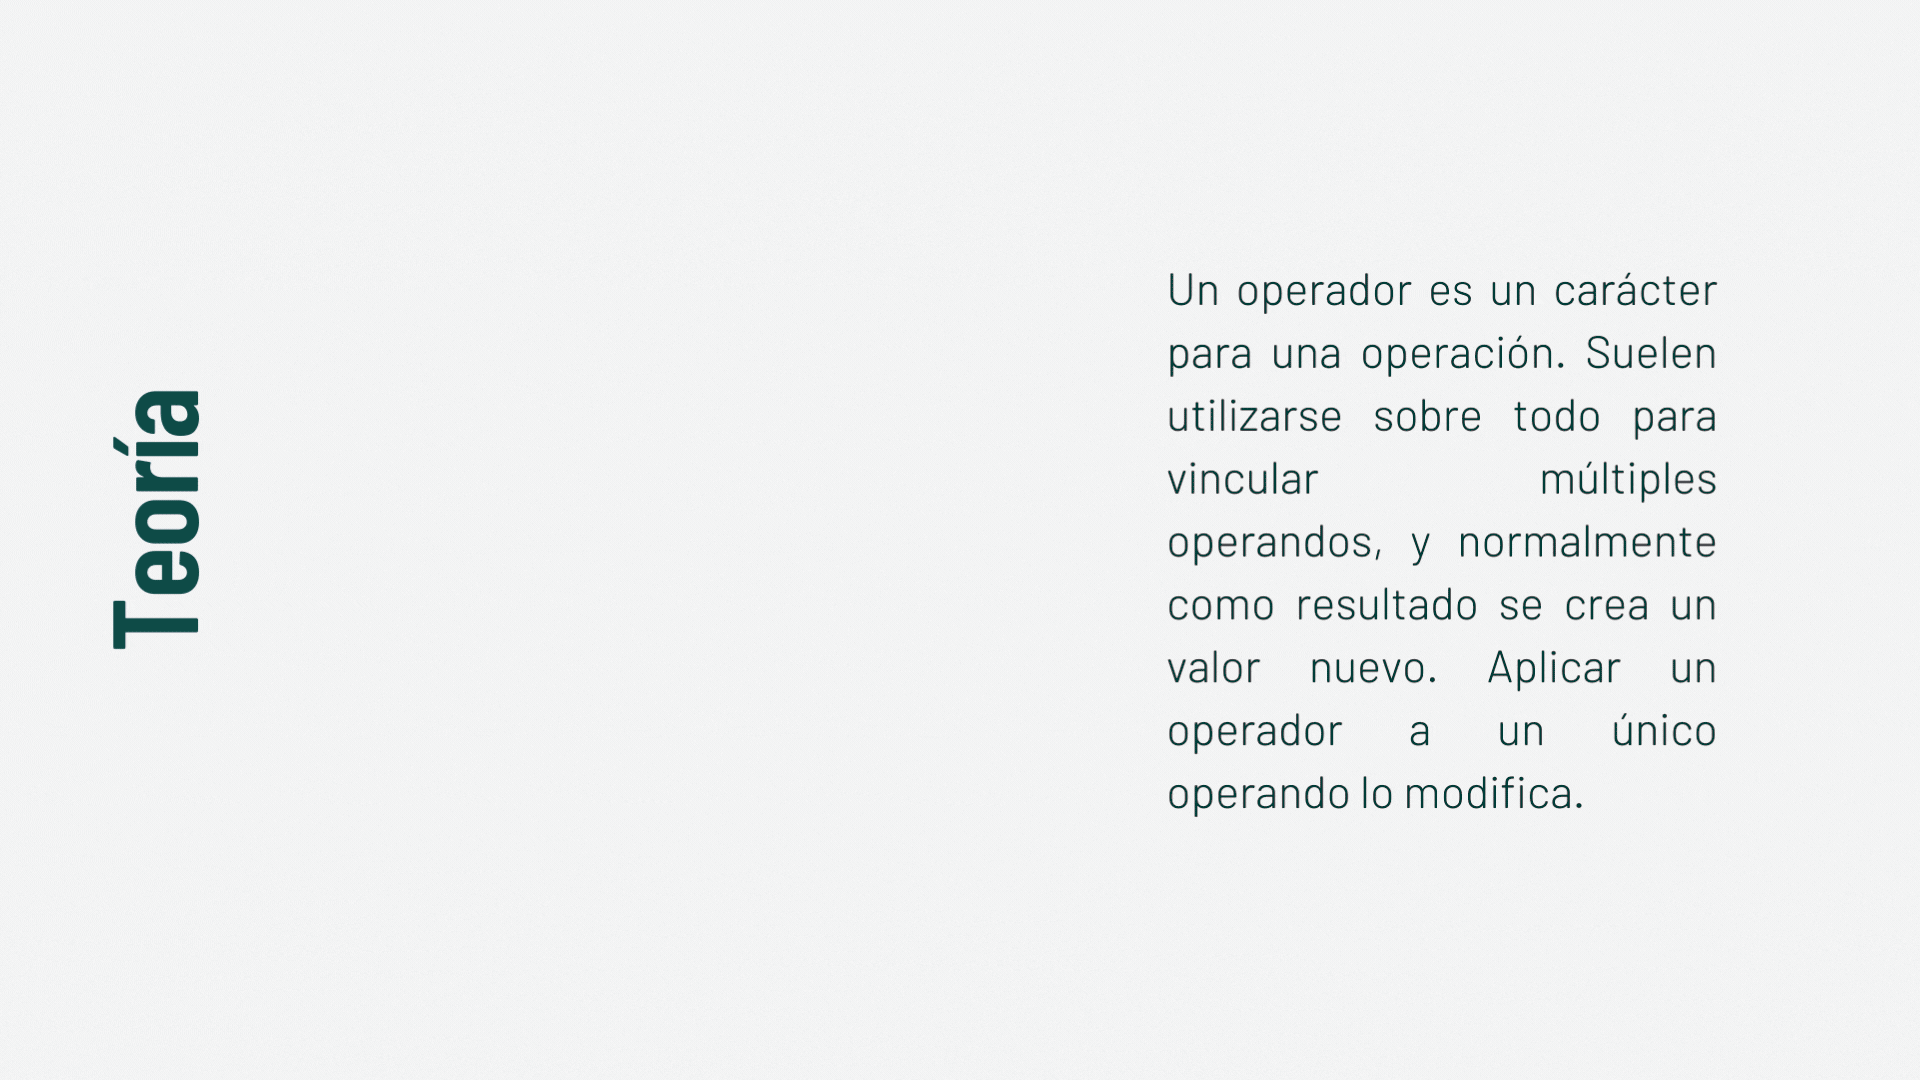 Teoría
Un operador es un carácter
para una operación. Suelen
utilizarse sobre todo para
vincular múltiples
operandos, y normalmente
como resultado se crea un
valor nuevo. Aplicar un
operador a un único
operando lo modifica.